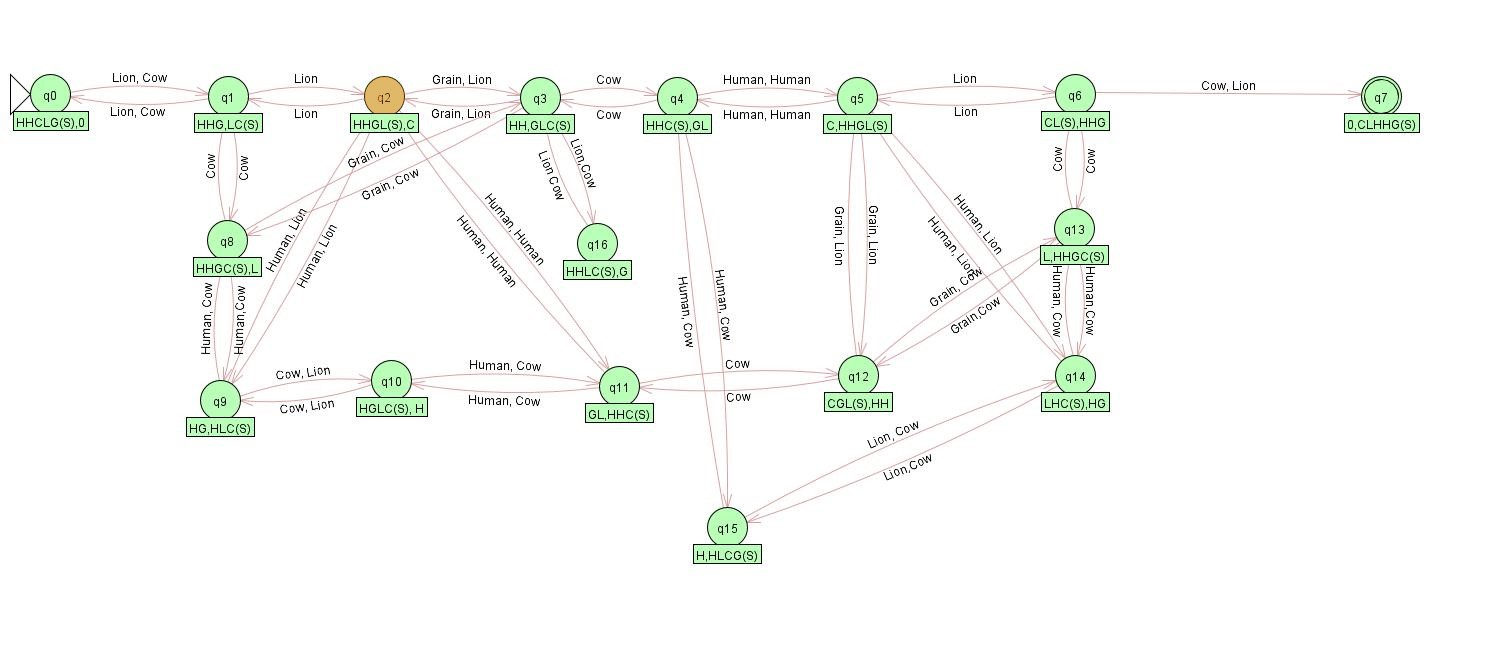 Lion, Cow
Lion
Grain, Lion
Cow
Human, Human
Lion
Cow, Lion
q0
q1
q2
q3
q4
q5
q6
q7
HHCLG(S),0
HHG,LC(S)
HHGL(S),C
HH,GLC(S)
HHC(S),GL
C,HHGL(S)
CL(S),HHG
0,CLHHG(S)
Lion, Cow
Lion
Grain, Lion
Cow
Human, Human
Lion
Cow
Cow
Grain, Cow
Grain, Cow
Lion Cow
Lion,Cow
Cow
Cow
q8
HHGC(S),L
Human, Lion
Human, Lion
Human, Human
Human, Human
q16
HHLC(S),G
Grain, Lion
Grain, Lion
Human, Lion
Human, Lion
q13
L,HHGC(S)
Human, Cow
Human,Cow
Human, Cow
Human, Cow
Grain, Cow
Grain,Cow
Human, Cow
Human,Cow
q9
HG,HLC(S)
Cow, Lion
Cow, Lion
q10
HGLC(S), H
Human, Cow
Human, Cow
q11
GL,HHC(S)
Cow
Cow
q12
CGL(S),HH
q14
LHC(S),HG
Lion, Cow
Lion,Cow
q15
H,HLCG(S)